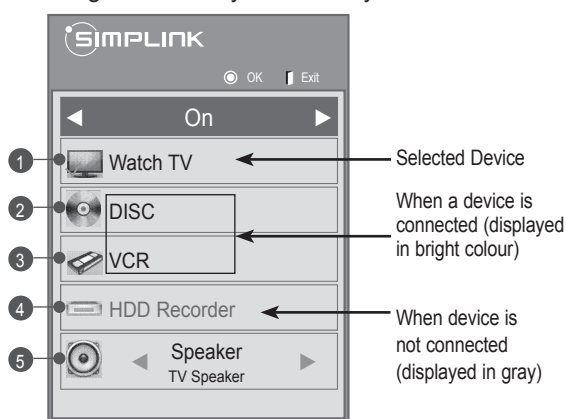 SIMPLINK
OK Exit
On
1 Watch TV
Selected Device
2 DISC
When a device is
connected (displayed
in bright colour)
3 VCR
4 HDD Recorder
When device is
not connected
(displayed in gray)
5 Speaker
TV Speaker